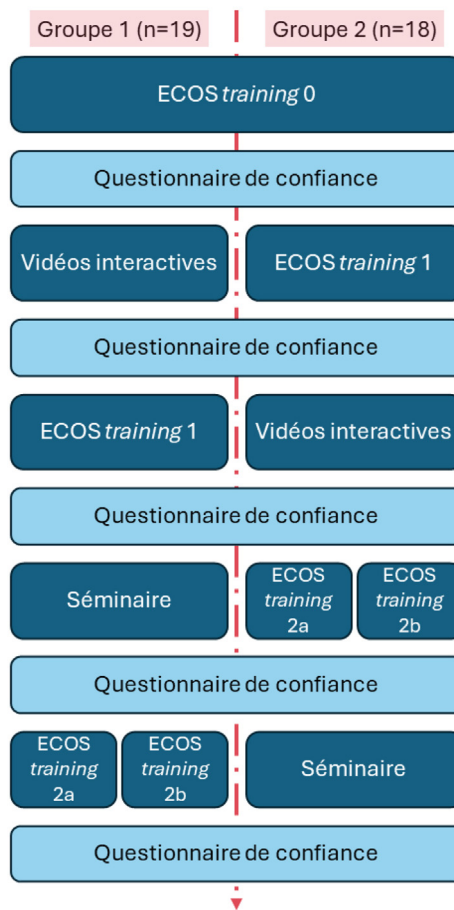 Groupe 1 (n=19) Groupe 2 (n=18)
ECOS training 0
Questionnaire de confiance
Vidéos interactives ECOS training 1
Questionnaire de confiance
ECOS training 1 Vidéos interactives
Questionnaire de confiance
Séminaire
ECOS
training
2a
ECOS
training
2b
Questionnaire de confiance
ECOS
training
2a
ECOS
training
2b
Séminaire
Questionnaire de confiance